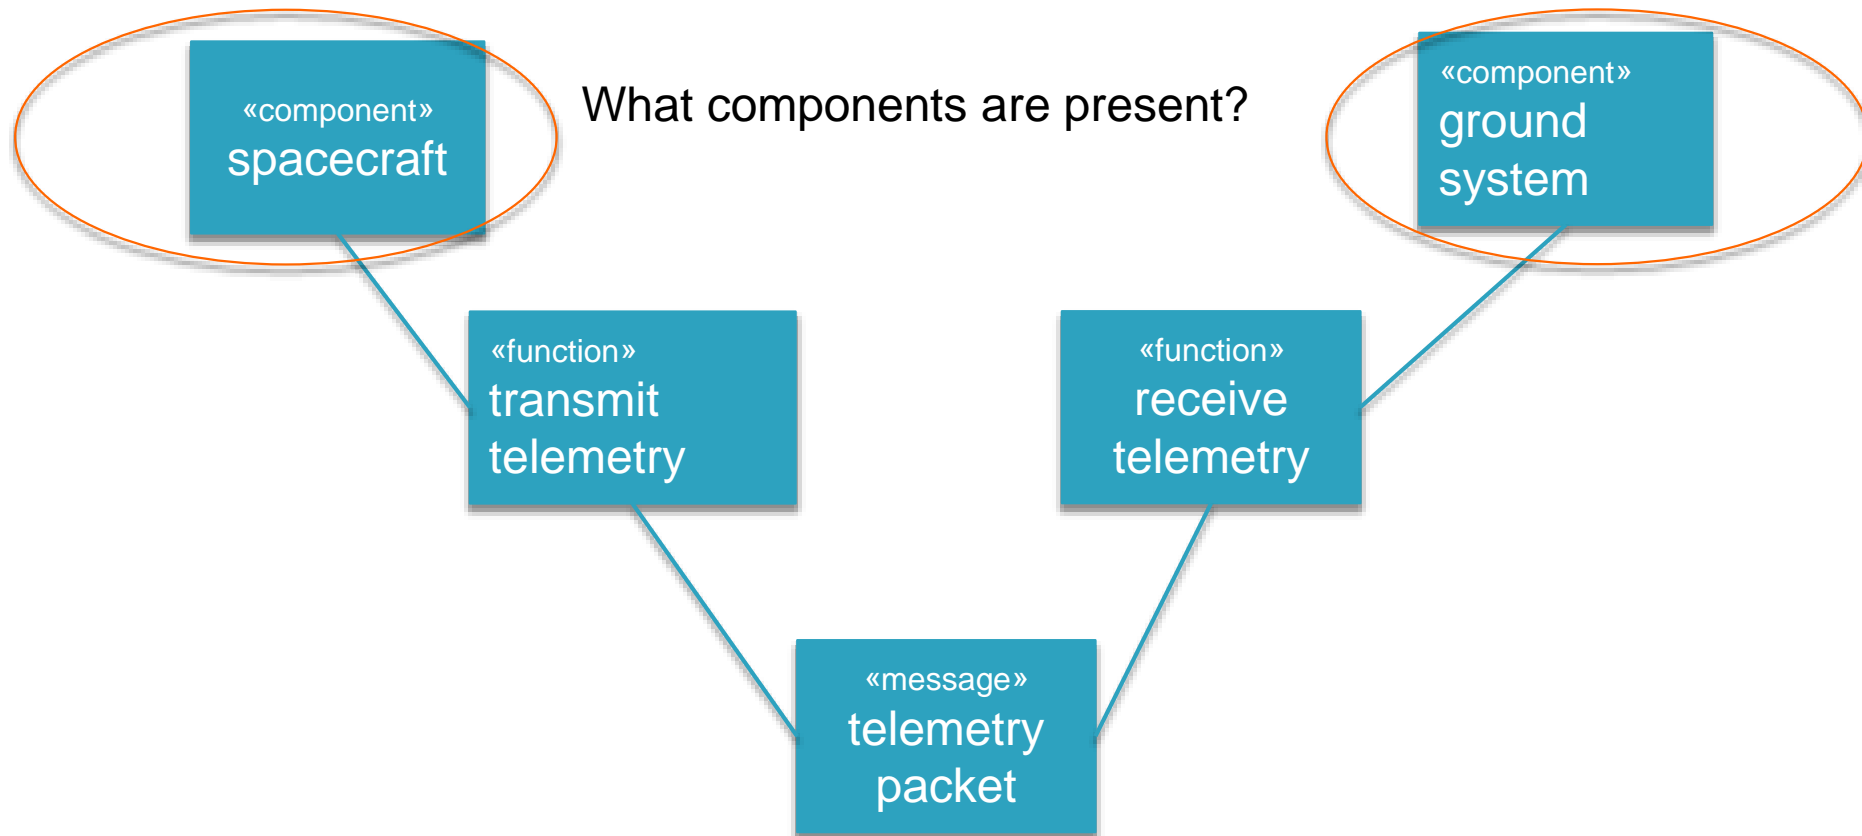 «component»
spacecraft
What components are present?
«component»
ground
system
«function»
transmit
telemetry
«function»
receive
telemetry
«message»
telemetry
packet